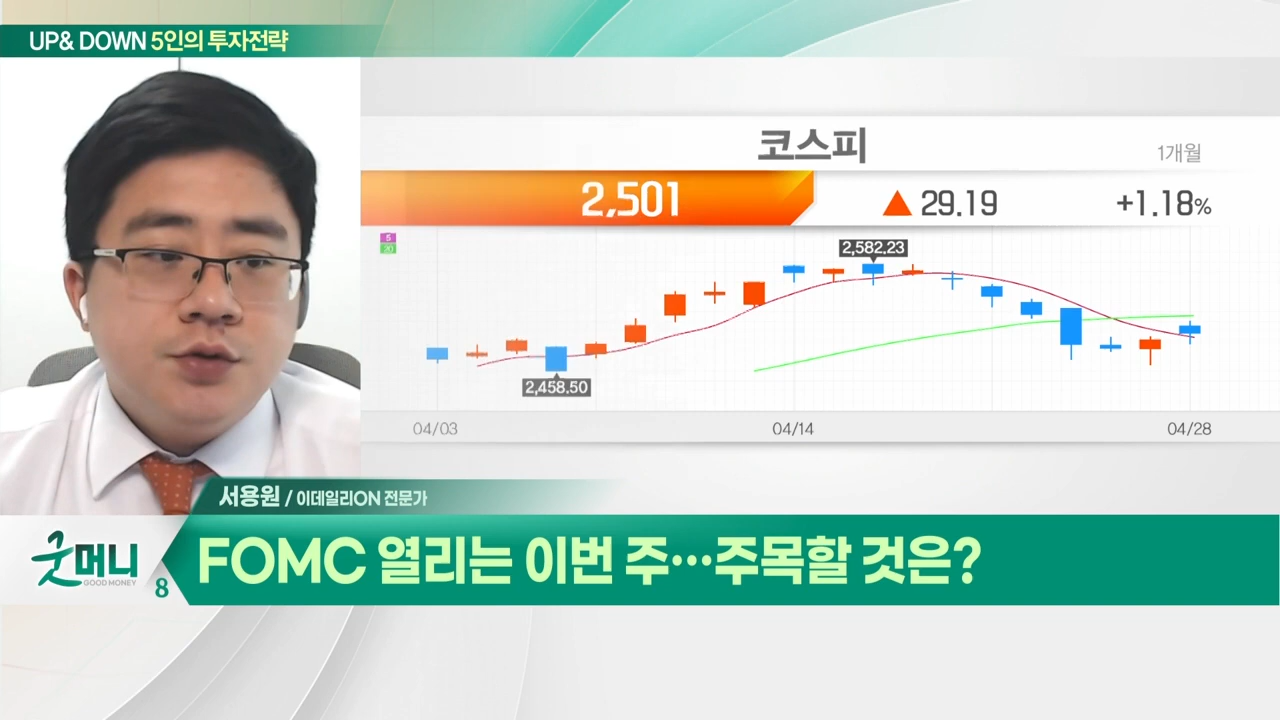 UP& DOWN 5인의 투자전략
코스피
1개월
2,501
▲ 29.19
+1.18%
5
20
2,582.23
2,458.50
04/03
04/14
04/28
서용원 / 이데일리ON 전문가
굿머니
GOOD MONEY
8
FOMC 열리는 이번 주…주목할 것은?